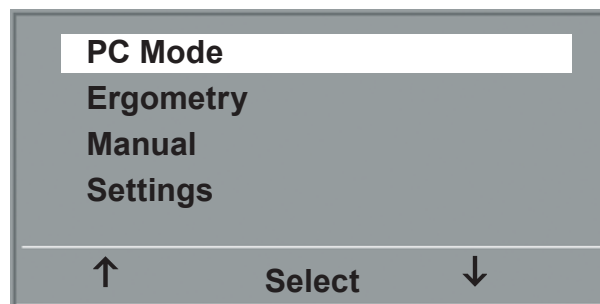 PC Mode
Ergometry
Manual
Settings
↑ Select ↓